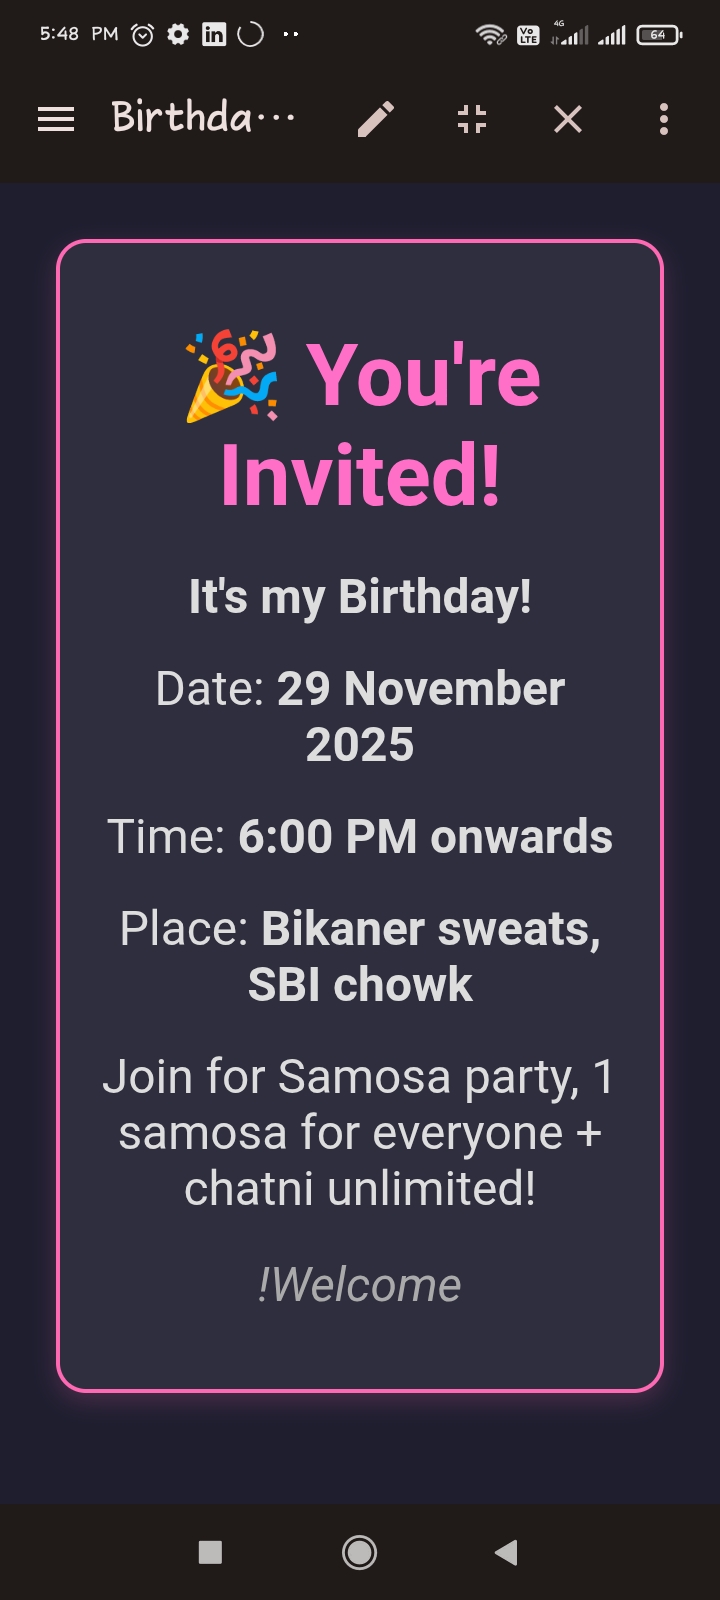 5:48 PM
Vo
LTE
4G
64
Birthda...
🎉 You're
Invited!
It's my Birthday!
Date: 29 November
2025
Time: 6:00 PM onwards
Place: Bikaner sweats,
SBI chowk
Join for Samosa party, 1
samosa for everyone +
chatni unlimited!
!Welcome